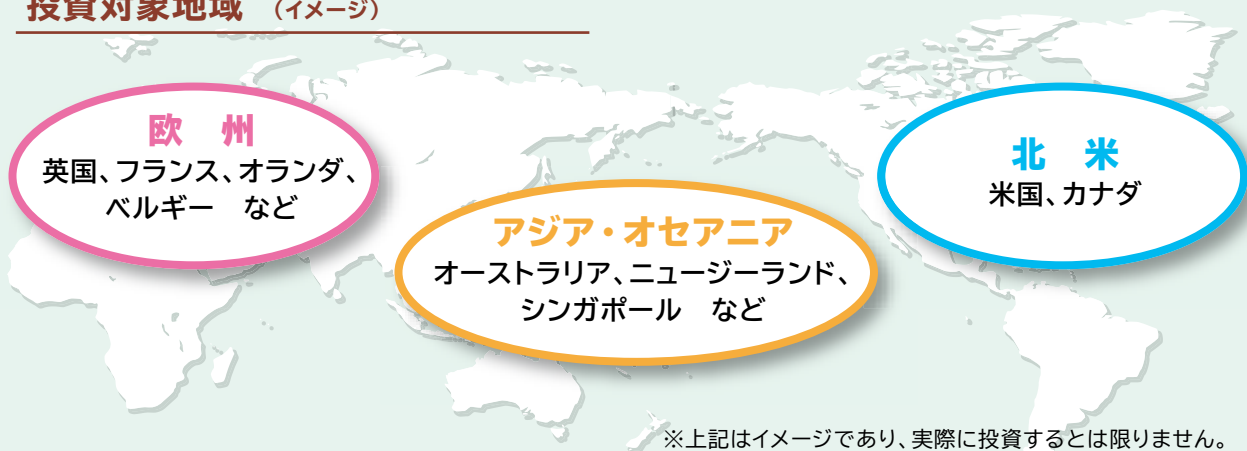 投資対象地域 （イメージ）
欧 州
英国、フランス、オランダ、
ベルギー など
アジア・オセアニア
オーストラリア、ニュージーランド、
シンガポール など
北 米
米国、カナダ
※上記はイメージであり、実際に投資するとは限りません。